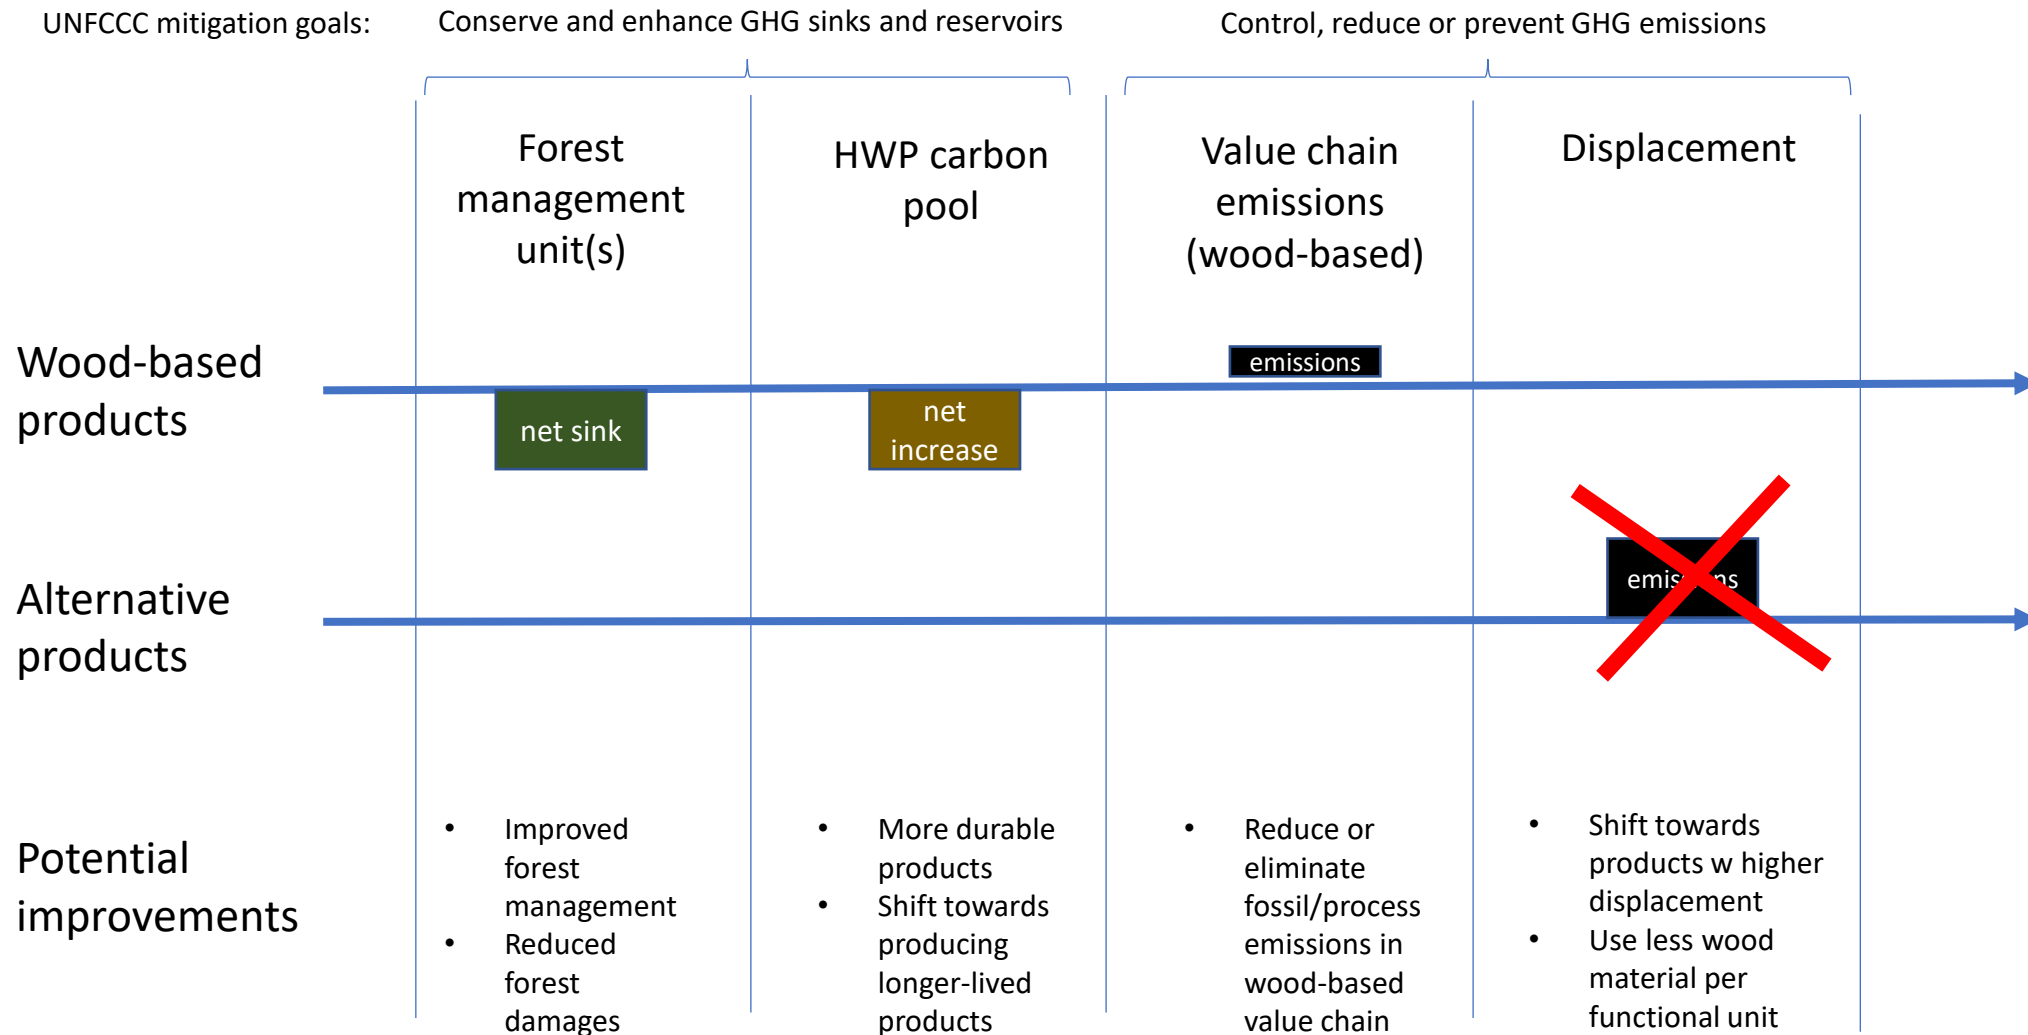 UNFCCC mitigation goals:
Conserve and enhance GHG sinks and reservoirs
Control, reduce or prevent GHG emissions
Forest
management
unit(s)
HWP carbon
pool
Value chain
emissions
(wood-based)
Displacement
Wood-based
products
net sink
net
increase
emissions
Alternative
products
emissions
Potential
improvements
• Improved
forest
management
• Reduced
forest
damages
• More durable
products
• Shift towards
producing
longer-lived
products
• Reduce or
eliminate
fossil/process
emissions in
wood-based
value chain
• Shift towards
products w higher
displacement
• Use less wood
material per
functional unit